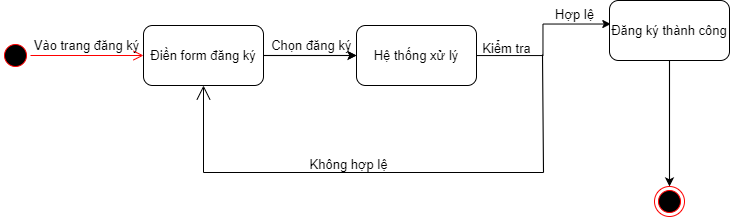 Vào trang đăng ký
Điền form đăng ký
Chọn đăng ký
Hệ thống xử lý
Kiểm tra
Hợp lệ
Đăng ký thành công
Không hợp lệ